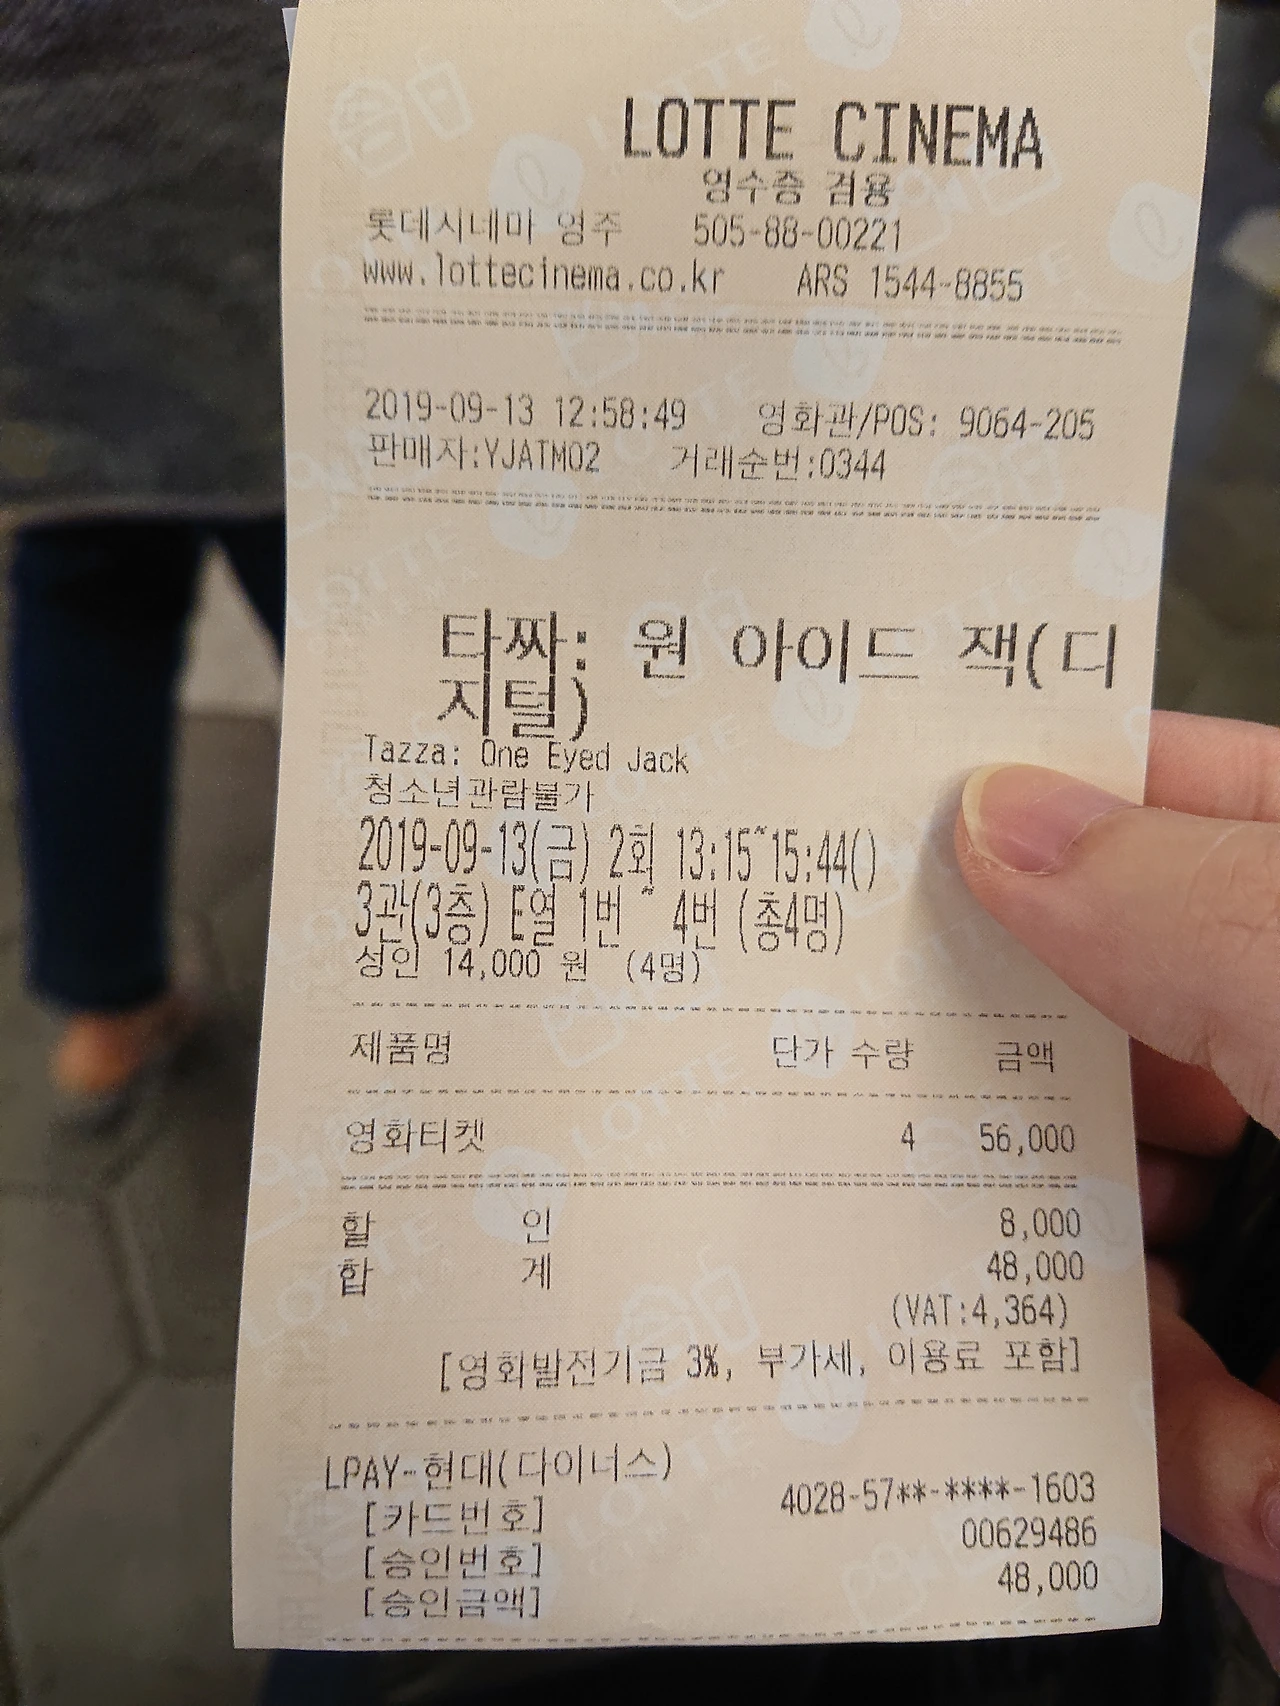 LOTTE CINEMA
영수증 겸용
롯데시네마 영주 505-88-00221
www.lottecinema.co.kr ARS 1544-8855
2019-09-13 12:58:49 영화관/POS: 9064-205
판매자:YJATM02 거래순번:0344
타짜: 원 아이드 잭(디
지털)
Tazza: One Eyed Jack
청소년관람불가
2019-09-13(금) 2회 13:15~15:44()
3관(3층) E열 1번 ~ 4번 (총4명)
성인 14,000 원 (4명)
제품명 단가 수량 금액
영화티켓 4 56,000
할 인 8,000
합 계 48,000
(VAT:4,364)
[영화발전기금 3%, 부가세, 이용료 포함]
LPAY-현대(다이너스)
[카드번호] 4028-57**-****-1603
[승인번호] 00629486
[승인금액] 48,000